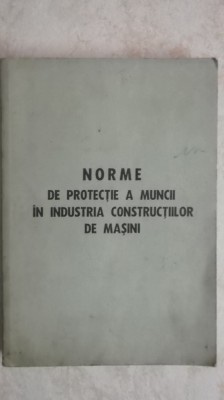 NORME
DE PROTECȚIE A MUNCII
ÎN INDUSTRIA CONSTRUCȚIILOR
DE MAȘINI